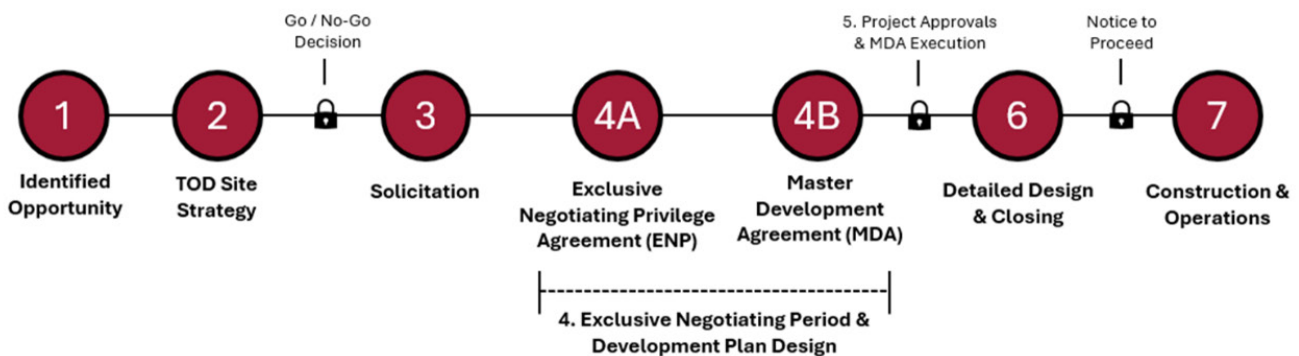 Go / No-Go
Decision
5. Project Approvals
& MDA Execution
Notice to
Proceed
1
2
3
4A
4B
6
7
Identified
Opportunity
TOD Site
Strategy
Solicitation
Exclusive
Negotiating Privilege
Agreement (ENP)
Master
Development
Agreement (MDA)
Detailed Design
& Closing
Construction &
Operations
4. Exclusive Negotiating Period &
Development Plan Design